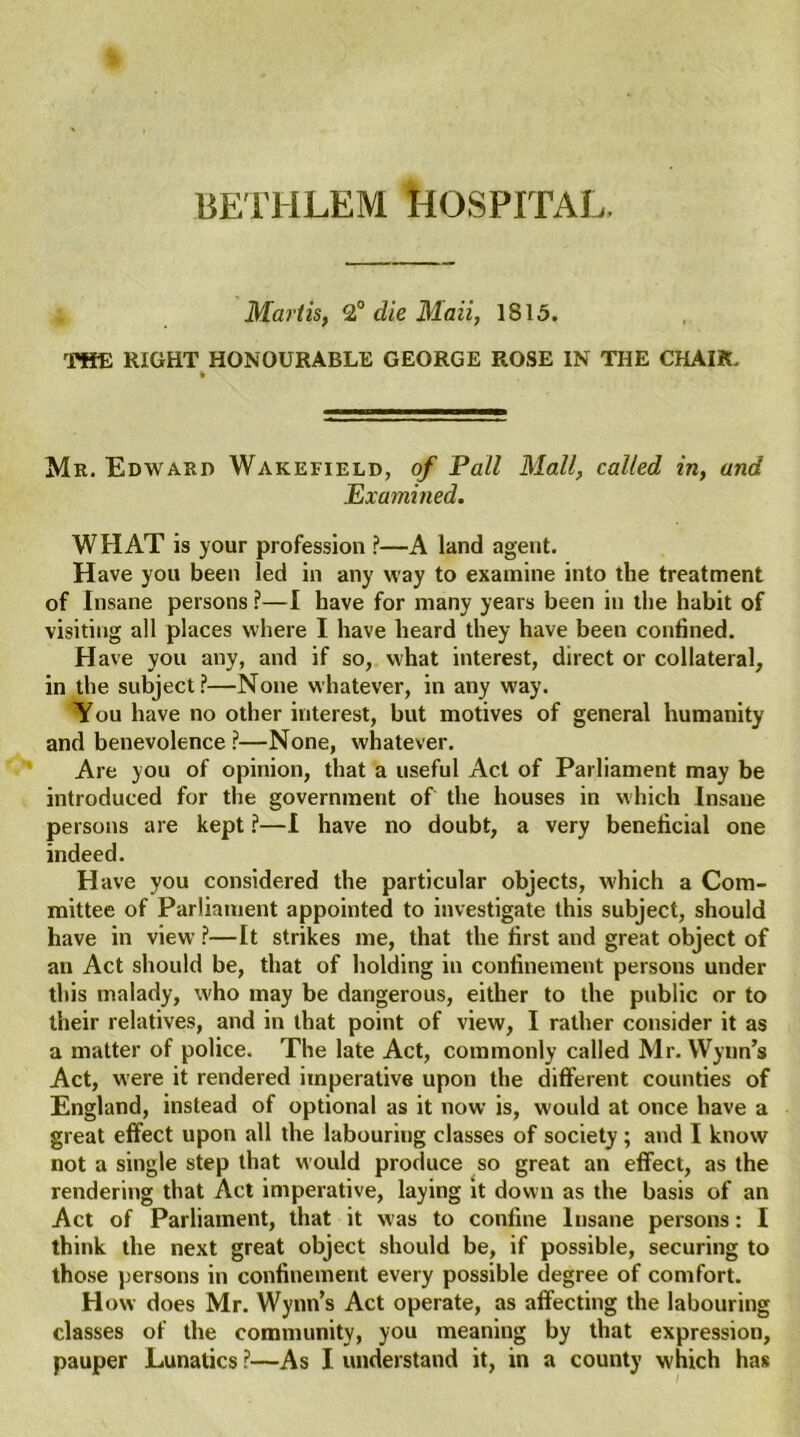 BETHLEM HOSPITAL.
Martis, 2° die Maii, 1815.
THE RIGHT HONOURABLE GEORGE ROSE IN THE CHAIR.
Mr. Edward Wakefield, of Pall Mall, called in, and
Examined.
WHAT is your profession?—A land agent.
Have you been led in any way to examine into the treatment
of Insane persons?—I have for many years been in the habit of
visiting all places where I have heard they have been confined.
Have you any, and if so, what interest, direct or collateral,
in the subject?—None whatever, in any way.
You have no other interest, but motives of general humanity
and benevolence?—None, whatever.
Are you of opinion, that a useful Act of Parliament may be
introduced for the government of the houses in which Insane
persons are kept?—I have no doubt, a very beneficial one
indeed.
Have you considered the particular objects, which a Com-
mittee of Parliament appointed to investigate this subject, should
have in view?—It strikes me, that the first and great object of
an Act should be, that of holding in confinement persons under
this malady, who may be dangerous, either to the public or to
their relatives, and in that point of view, I rather consider it as
a matter of police. The late Act, commonly called Mr. Wynn's
Act, were it rendered imperative upon the different counties of
England, instead of optional as it now is, would at once have a
great effect upon all the labouring classes of society; and I know
not a single step that would produce so great an effect, as the
rendering that Act imperative, laying it down as the basis of an
Act of Parliament, that it was to confine Insane persons: I
think the next great object should be, if possible, securing to
those persons in confinement every possible degree of comfort.
How does Mr. Wynn's Act operate, as affecting the labouring
classes of the community, you meaning by that expression,
pauper Lunatics?—As I understand it, in a county which has